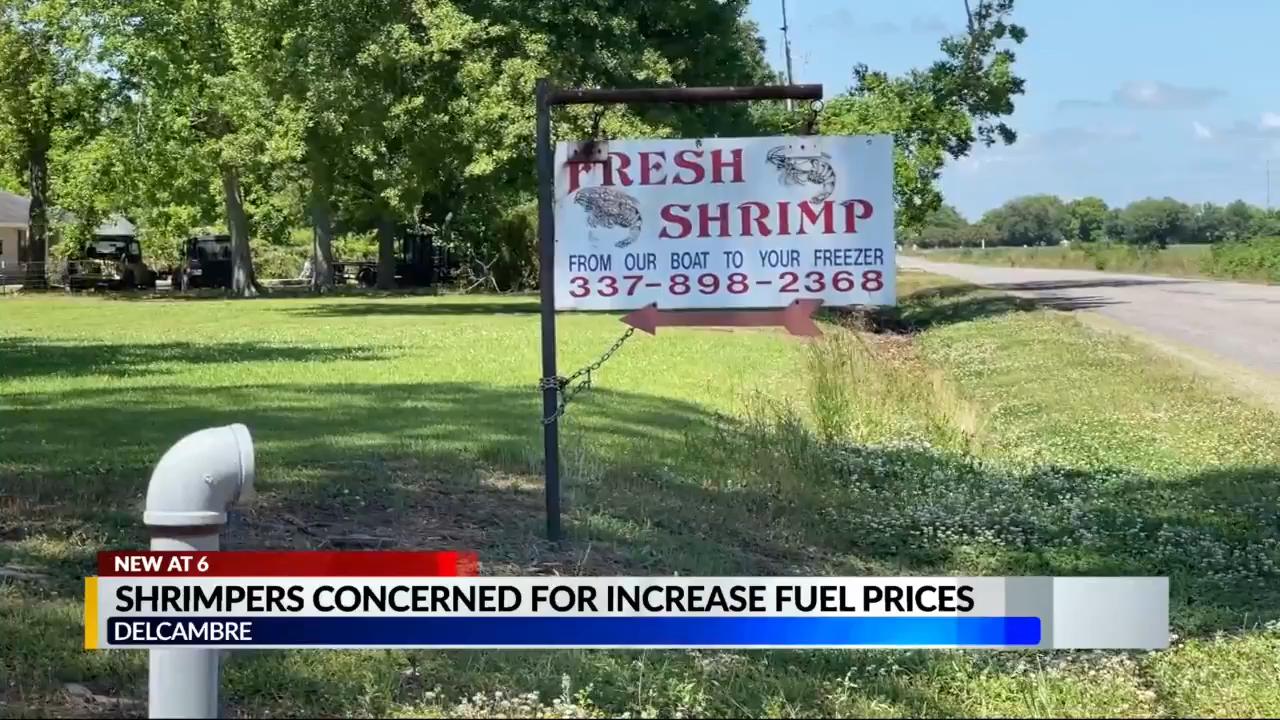 FRESH
SHRIMP
FROM OUR BOAT TO YOUR FREEZER
337-898-2368
NEW AT 6
SHRIMPERS CONCERNED FOR INCREASE FUEL PRICES
DELCAMBRE